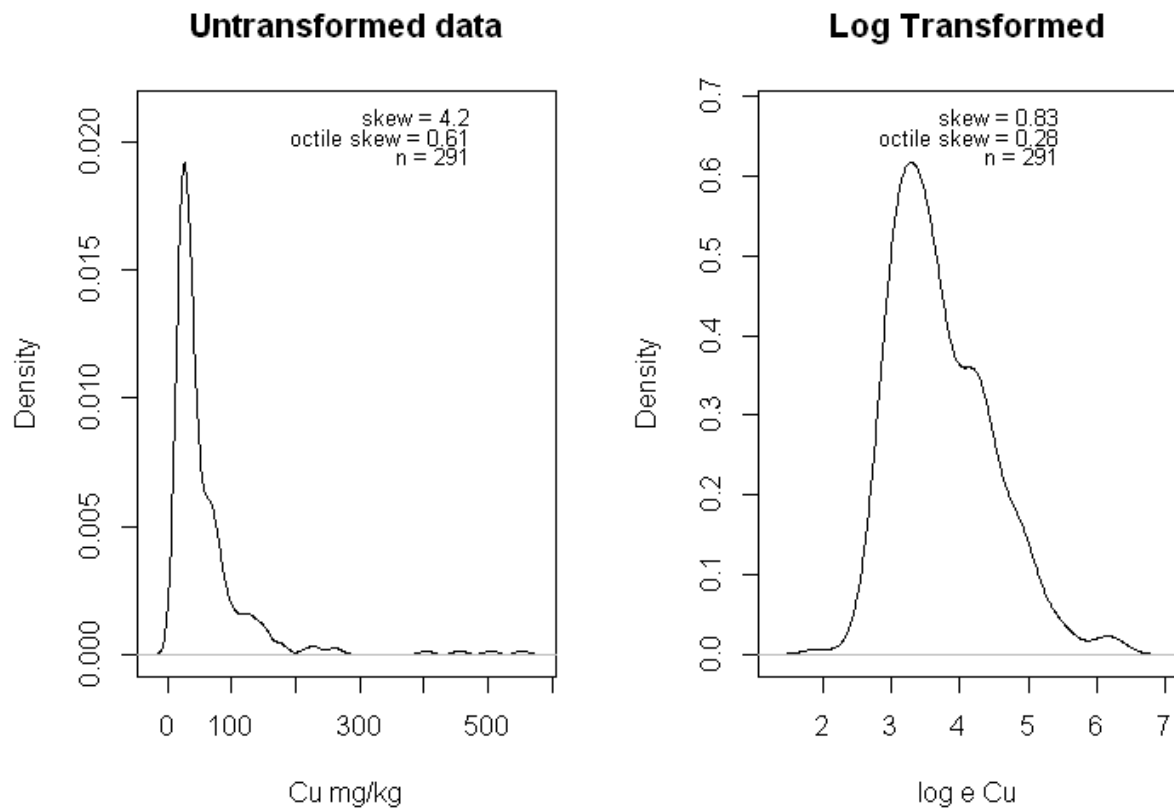 Untransformed data
skew = 4.2
octile skew = 0.61
n = 291
0.020
0.015
0.010
0.005
0.000
Density
0 100 300 500
Cu mg/kg
Log Transformed
skew = 0.83
octile skew = 0.28
n = 291
0.7
0.6
0.5
0.4
0.3
0.2
0.1
0.0
Density
2 3 4 5 6 7
log e Cu